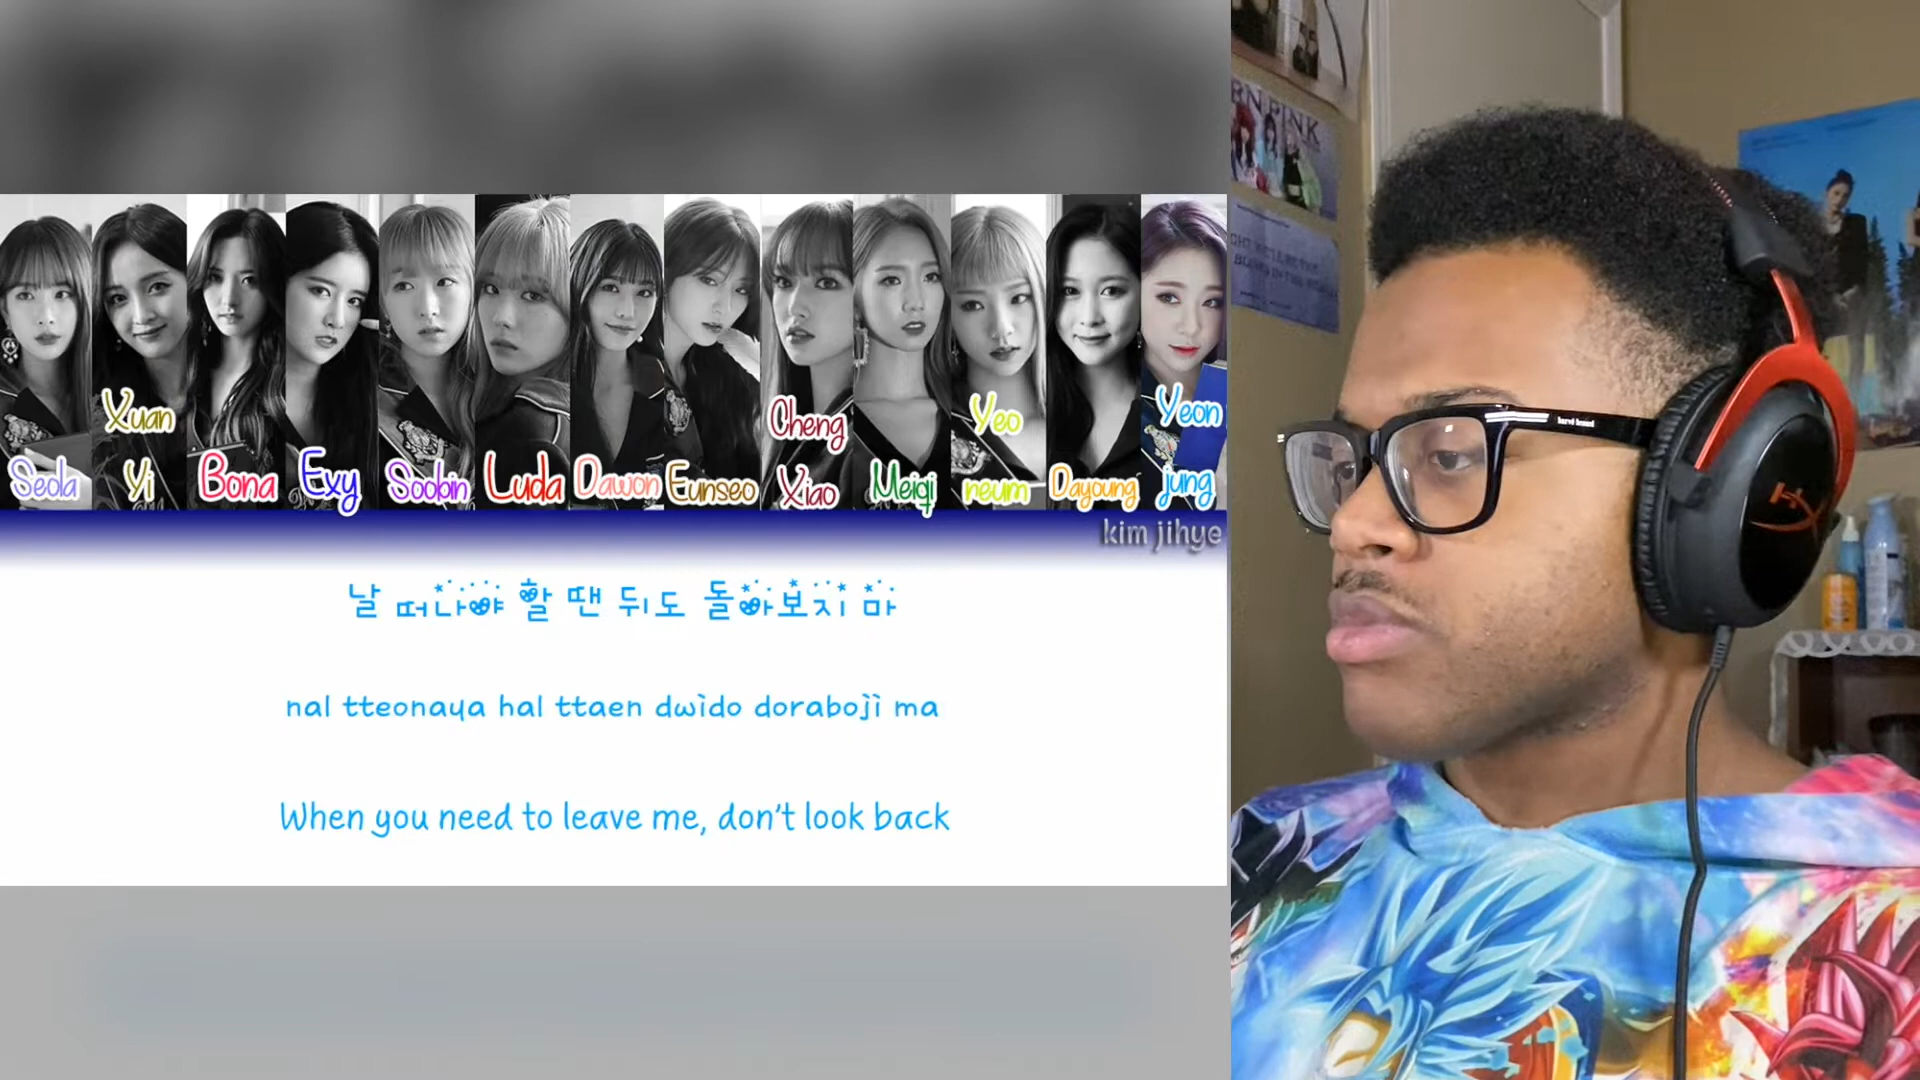 Seola
Xuan
Yi
Bona
Exy
Soobin
Luda
Dawon
Eunseo
Cheng
Xiao
Meiqi
Yeo
reum
Dayoung
Yeon
jung
kim jihye
날 떠나야 할 땐 뒤도 돌아보지 마
nal tteonaya hal ttaen dwido doraboji ma
When you need to leave me, don't look back
PINK